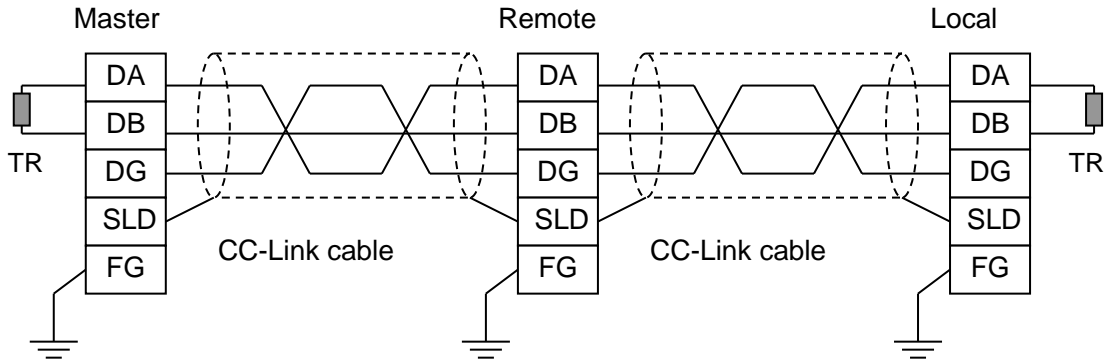 Master
Remote
Local
DA
DB
DG
SLD
FG
TR
CC-Link cable
DA
DB
DG
SLD
FG
CC-Link cable
DA
DB
DG
SLD
FG
TR